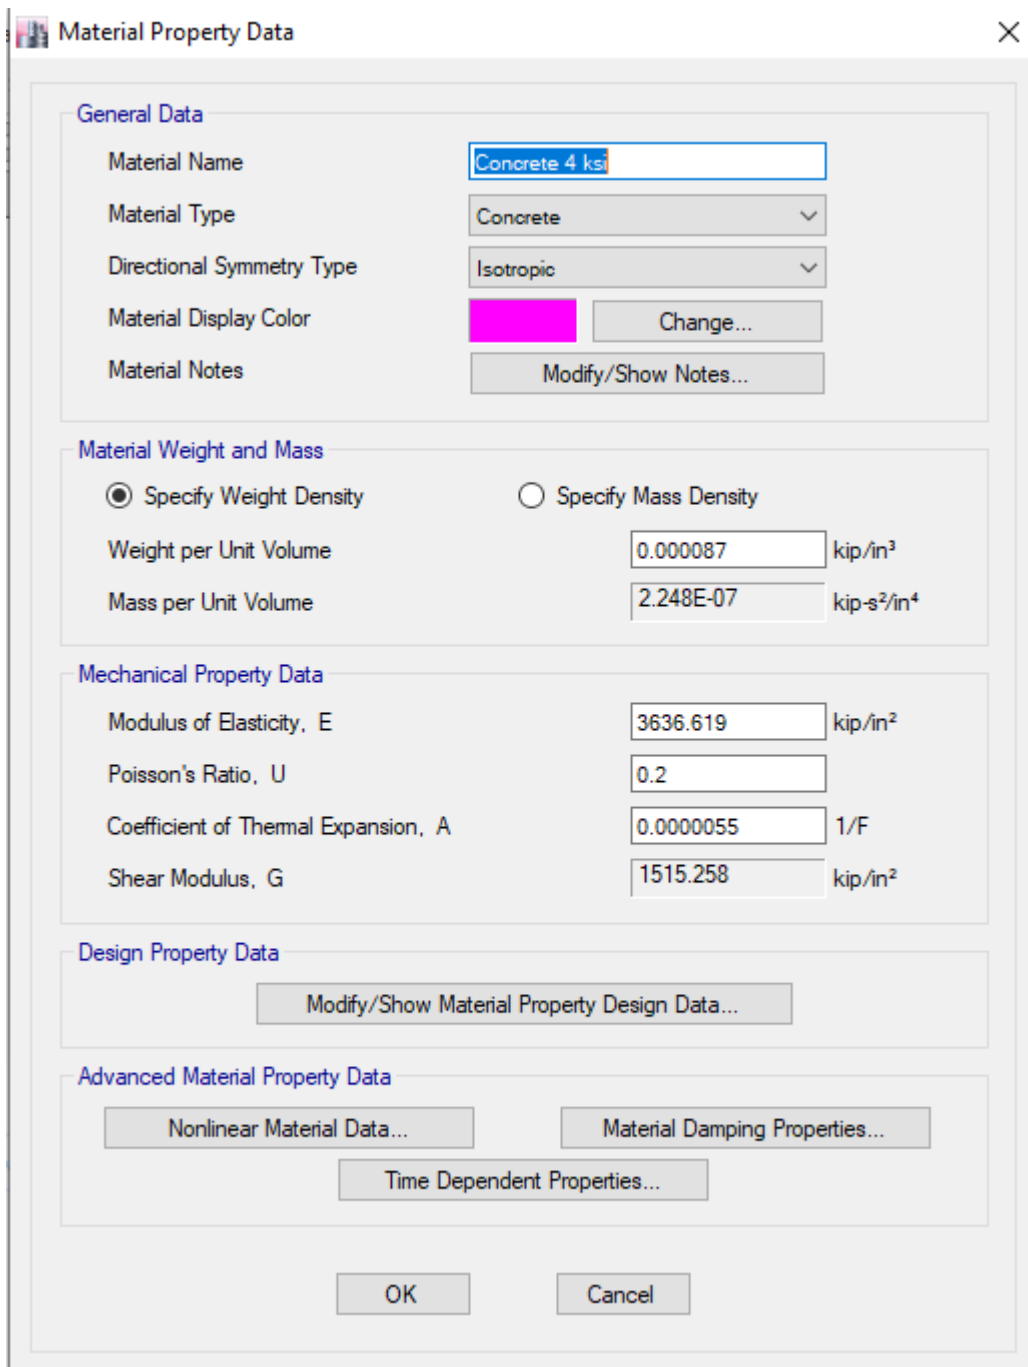 Material Property Data
General Data
Material Name Concrete 4 ksi
Material Type Concrete
Directional Symmetry Type Isotropic
Material Display Color Change...
Material Notes Modify/Show Notes...
Material Weight and Mass
Specify Weight Density Specify Mass Density
Weight per Unit Volume 0.000087 kip/in³
Mass per Unit Volume 2.248E-07 kip-s²/in⁴
Mechanical Property Data
Modulus of Elasticity, E 3636.619 kip/in²
Poisson's Ratio, U 0.2
Coefficient of Thermal Expansion, A 0.0000055 1/F
Shear Modulus, G 1515.258 kip/in²
Design Property Data
Modify/Show Material Property Design Data...
Advanced Material Property Data
Nonlinear Material Data... Material Damping Properties...
Time Dependent Properties...
OK Cancel